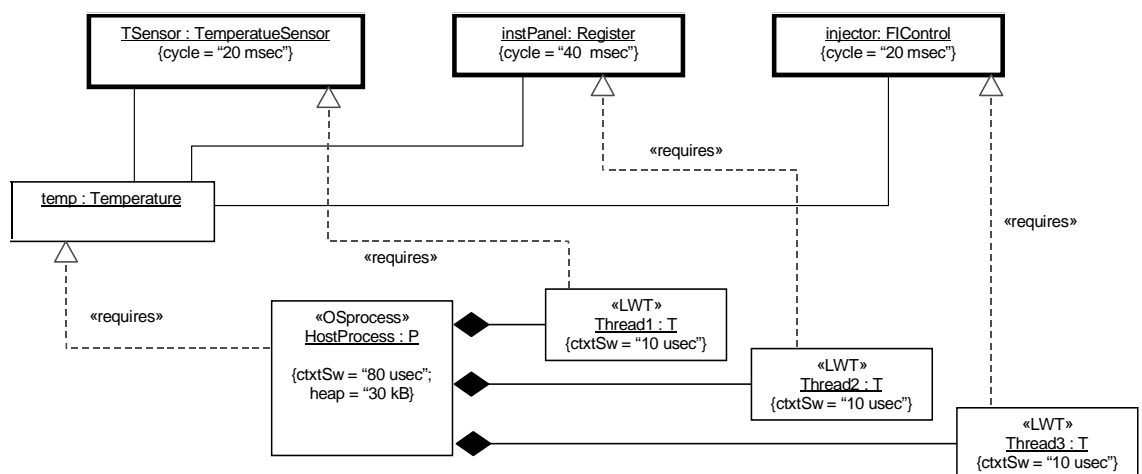 TSensor : TemperatueSensor
{cycle = “20 msec”}
instPanel: Register
{cycle = “40 msec”}
injector: FIControl
{cycle = “20 msec”}
«requires»
temp : Temperature
«requires»
«requires»
«requires»
«OSprocess»
HostProcess : P
{ctxtSw = “80 usec”;
heap = “30 kB}
«LWT»
Thread1 : T
{ctxtSw = “10 usec”}
«LWT»
Thread2 : T
{ctxtSw = “10 usec”}
«LWT»
Thread3 : T
{ctxtSw = “10 usec”}